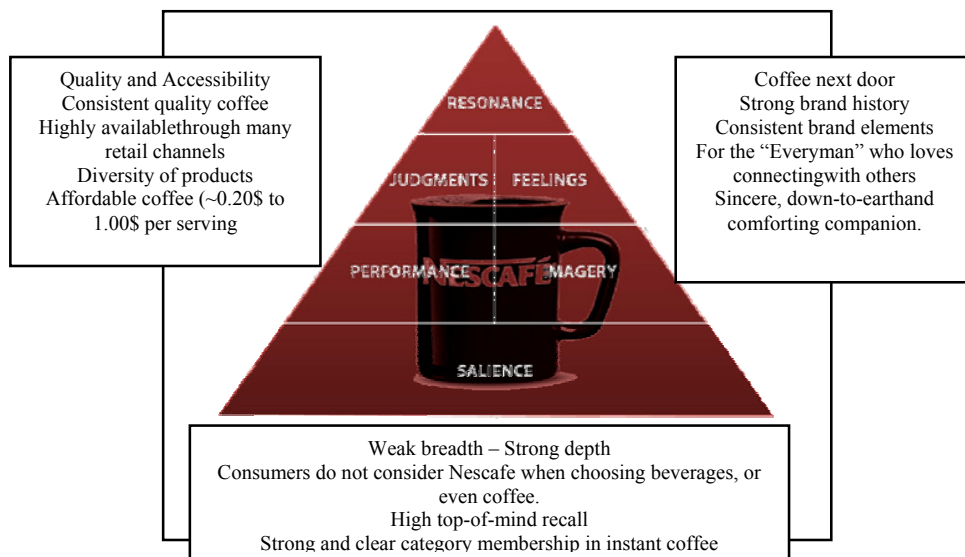 Quality and Accessibility
Consistent quality coffee
Highly availablethrough many
retail channels
Diversity of products
Affordable coffee (~0.20$ to
1.00$ per serving
RESONANCE
JUDGMENTS
FEELINGS
PERFORMANCE
IMAGERY
NESCAFÉ
SALIENCE
Coffee next door
Strong brand history
Consistent brand elements
For the “Everyman” who loves
connectingwith others
Sincere, down-to-earthand
comforting companion.
Weak breadth – Strong depth
Consumers do not consider Nescafe when choosing beverages, or
even coffee.
High top-of-mind recall
Strong and clear category membership in instant coffee